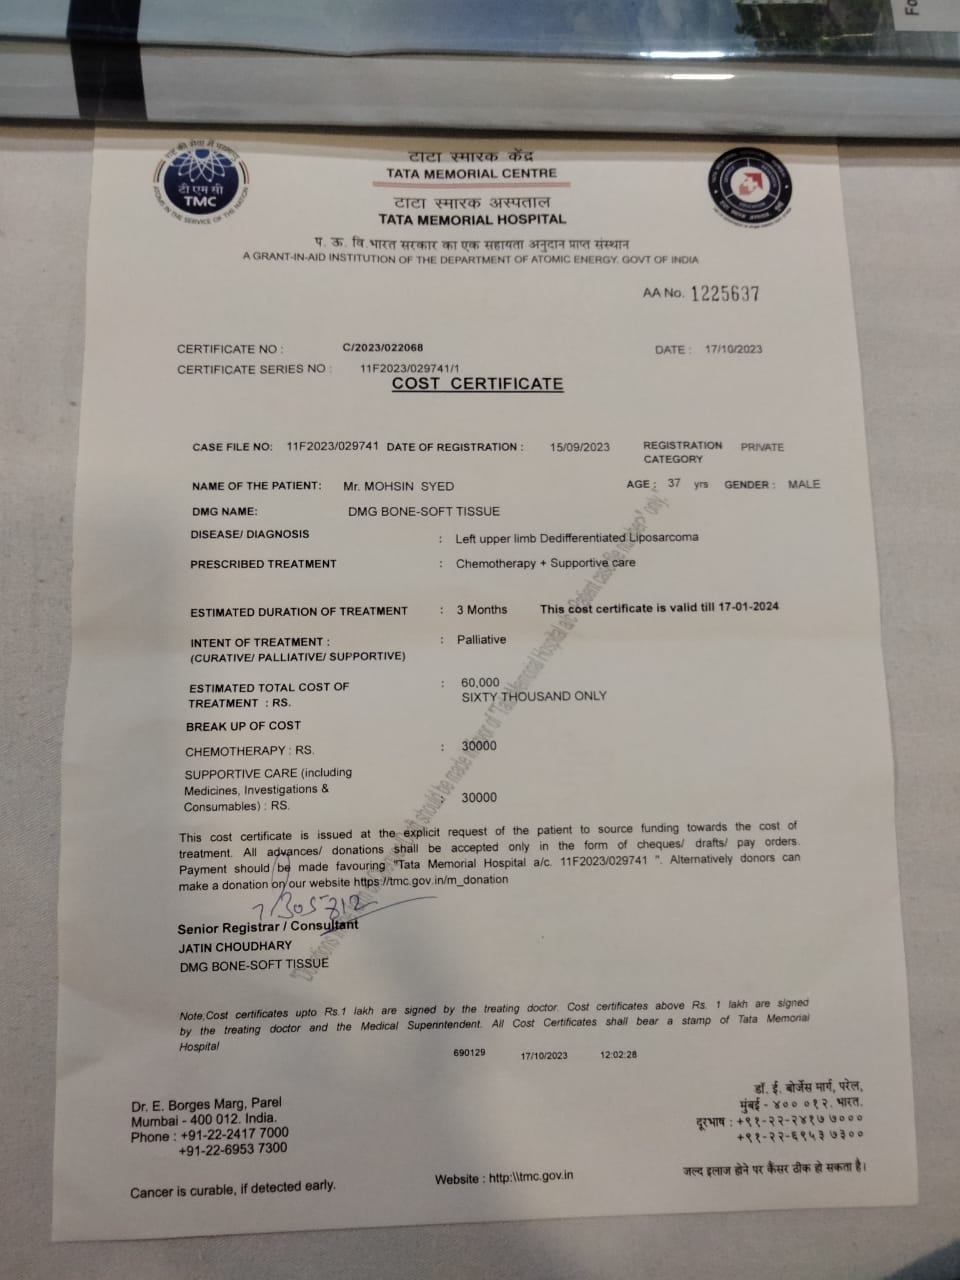 Fo
टी एम सी
TMC
ATOMS IN THE SERVICE OF THE NATION
टाटा स्मारक केंद्र
TATA MEMORIAL CENTRE
टाटा स्मारक अस्पताल
TATA MEMORIAL HOSPITAL
प. ऊ. वि.भारत सरकार का एक सहायता अनुदान प्राप्त संस्थान
A GRANT-IN-AID INSTITUTION OF THE DEPARTMENT OF ATOMIC ENERGY. GOVT OF INDIA
AA No. 1225637
CERTIFICATE NO : C/2023/022068 DATE : 17/10/2023
CERTIFICATE SERIES NO : 11F2023/029741/1
COST CERTIFICATE
CASE FILE NO: 11F2023/029741 DATE OF REGISTRATION : 15/09/2023 REGISTRATION CATEGORY PRIVATE
NAME OF THE PATIENT: Mr. MOHSIN SYED AGE : 37 yrs GENDER : MALE
DMG NAME: DMG BONE-SOFT TISSUE
DISEASE/ DIAGNOSIS : Left upper limb Dedifferentiated Liposarcoma
PRESCRIBED TREATMENT : Chemotherapy + Supportive care
ESTIMATED DURATION OF TREATMENT : 3 Months This cost certificate is valid till 17-01-2024
INTENT OF TREATMENT : : Palliative
(CURATIVE/ PALLIATIVE/ SUPPORTIVE)
ESTIMATED TOTAL COST OF : 60,000
TREATMENT : RS. SIXTY THOUSAND ONLY
BREAK UP OF COST
CHEMOTHERAPY : RS. : 30000
SUPPORTIVE CARE (including
Medicines, Investigations &
Consumables) : RS. : 30000
This cost certificate is issued at the explicit request of the patient to source funding towards the cost of
treatment. All advances/ donations shall be accepted only in the form of cheques/ drafts/ pay orders.
Payment should be made favouring "Tata Memorial Hospital a/c. 11F2023/029741 ". Alternatively donors can
make a donation on our website https://tmc.gov.in/m_donation
Senior Registrar / Consultant
JATIN CHOUDHARY
DMG BONE-SOFT TISSUE
Note;Cost certificates upto Rs.1 lakh are signed by the treating doctor. Cost certificates above Rs. 1 lakh are signed
by the treating doctor and the Medical Superintendent. All Cost Certificates shall bear a stamp of Tata Memorial
Hospital
690129 17/10/2023 12:02:28
Dr. E. Borges Marg, Parel
Mumbai - 400 012. India.
Phone : +91-22-2417 7000
+91-22-6953 7300
Cancer is curable, if detected early.
Website : http:\\tmc.gov.in
डॉ. ई. बोर्जेस मार्ग, परेल,
मुंबई - ४०० ०१२. भारत.
दूरभाष : +९१-२२-२४१७ ७०००
+९१-२२-६९५३ ७३००
जल्द इलाज होने पर कैंसर ठीक हो सकता है।